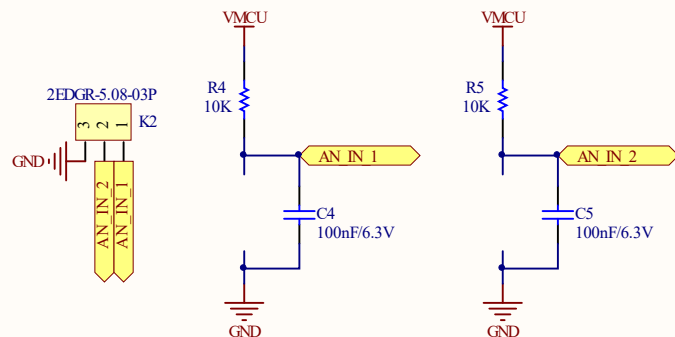 VMCU
VMCU
R4
10K
R5
10K
2EDGR-5.08-03P
K2
3
2
1
GND
AN_IN_2
AN_IN_1
AN_IN_1
AN_IN_2
C4
100nF/6.3V
C5
100nF/6.3V
GND
GND